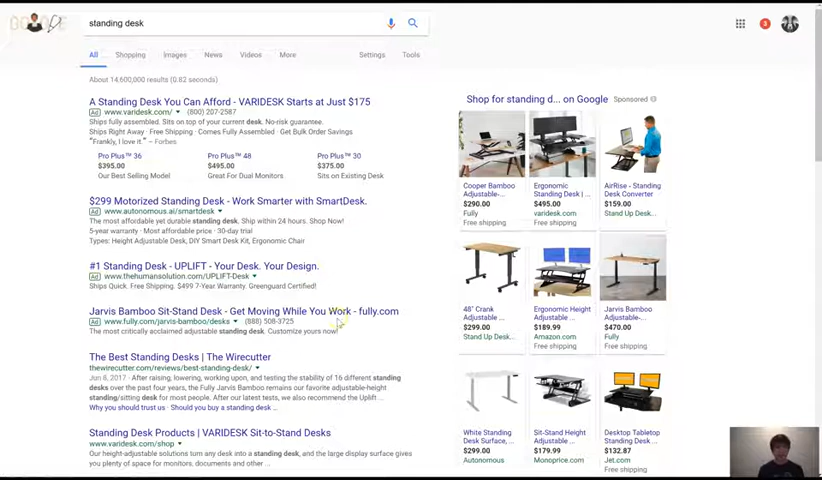 standing desk
3
All Shopping Images News Videos More Settings Tools
About 14,600,000 results (0.82 seconds)
A Standing Desk You Can Afford - VARIDESK Starts at Just $175
Ad www.varidesk.com/ (800) 207-2587
Ships fully assembled. Sits on top of your current desk. No-risk guarantee.
Ships Right Away · Free Shipping · Comes Fully Assembled · Get Bulk Order Savings
"Frankly, I love it." – Forbes
Pro Plus™ 36 Pro Plus™ 48 Pro Plus™ 30
$395.00 $495.00 $375.00
Our Best Selling Model Great For Dual Monitors Sits on Existing Desk
$299 Motorized Standing Desk - Work Smarter with SmartDesk.
Ad www.autonomous.ai/smartdesk
The most affordable yet durable standing desk. Ship within 24 hours. Shop Now!
5-year warranty · Most affordable price · 30-day trial
Types: Height Adjustable Desk, DIY Smart Desk Kit, Ergonomic Chair
#1 Standing Desk - UPLIFT - Your Desk. Your Design.
Ad www.thehumansolution.com/UPLIFT-Desk
Ships Quick. Free Shipping. $499 7-Year Warranty. Greenguard Certified!
Jarvis Bamboo Sit-Stand Desk - Get Moving While You Work - fully.com
Ad www.fully.com/jarvis-bamboo/desks (888) 508-3725
The most critically acclaimed adjustable standing desk. Customize yours now!
The Best Standing Desks | The Wirecutter
thewirecutter.com/reviews/best-standing-desk/
Jun 8, 2017 - After raising, lowering, working upon, and testing the stability of 16 different standing
desks over the past four years, the Fully Jarvis Bamboo remains our favorite adjustable-height
standing/sitting desk for most people. After our latest tests, we also recommend the Uplift ...
Why you should trust us · Should you buy a standing desk ...
Standing Desk Products | VARIDESK Sit-to-Stand Desks
www.varidesk.com/shop
Our height-adjustable solutions turn any desk into a standing desk, and the large display surface gives
you plenty of space for monitors, documents and other ...
Shop for standing d... on Google Sponsored
Cooper Bamboo
Adjustable-...
$290.00
Fully
Free shipping
Ergonomic
Standing Desk | ...
$495.00
varidesk.com
Free shipping
AirRise - Standing
Desk Converter
$159.00
Stand Up Desk...
48" Crank
Adjustable ...
$299.00
Stand Up Desk...
Ergonomic Height
Adjustable ...
$189.99
Amazon.com
Free shipping
Jarvis Bamboo
Adjustable-...
$470.00
Fully
Free shipping
White Standing
Desk Surface, ...
$299.00
Autonomous
Sit-Stand Height
Adjustable ...
$179.99
Monoprice.com
Desktop Tabletop
Standing Desk ...
$132.87
Jet.com
Free shipping